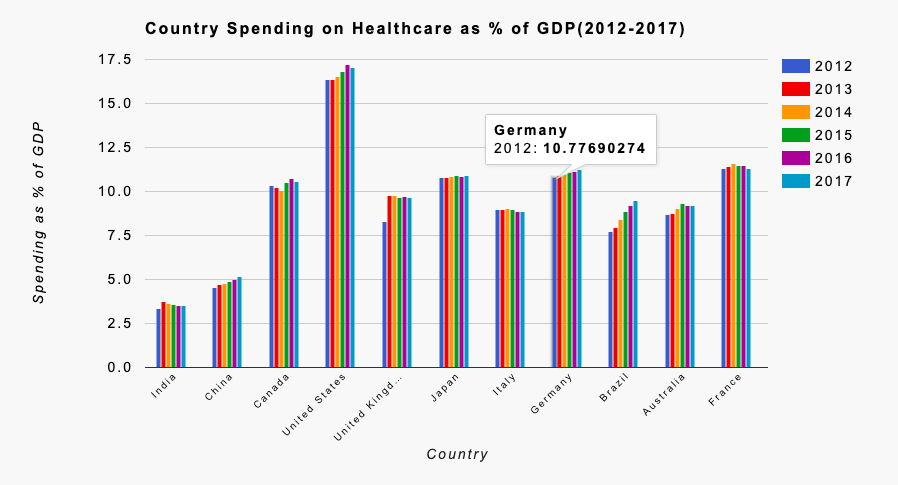 Country Spending on Healthcare as % of GDP(2012-2017)
Spending as % of GDP
17.5
15.0
12.5
10.0
7.5
5.0
2.5
0.0
Germany
2012: 10.77690274
2012
2013
2014
2015
2016
2017
India
China
Canada
United States
United Kingd...
Japan
Italy
Germany
Brazil
Australia
France
Country